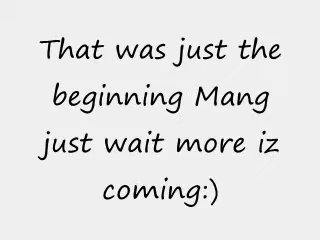 That was just the
beginning Mang
just wait more iz
coming:)